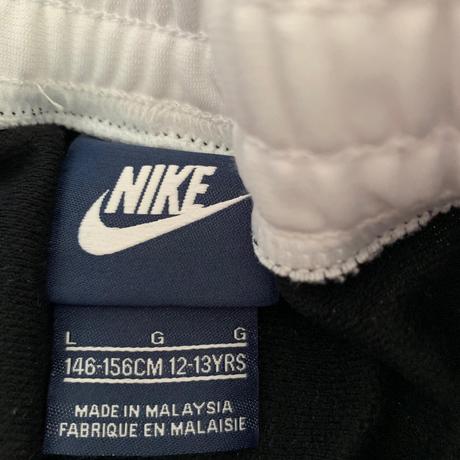 NIKE
L G G
146-156CM 12-13YRS
MADE IN MALAYSIA
FABRIQUE EN MALAISIE